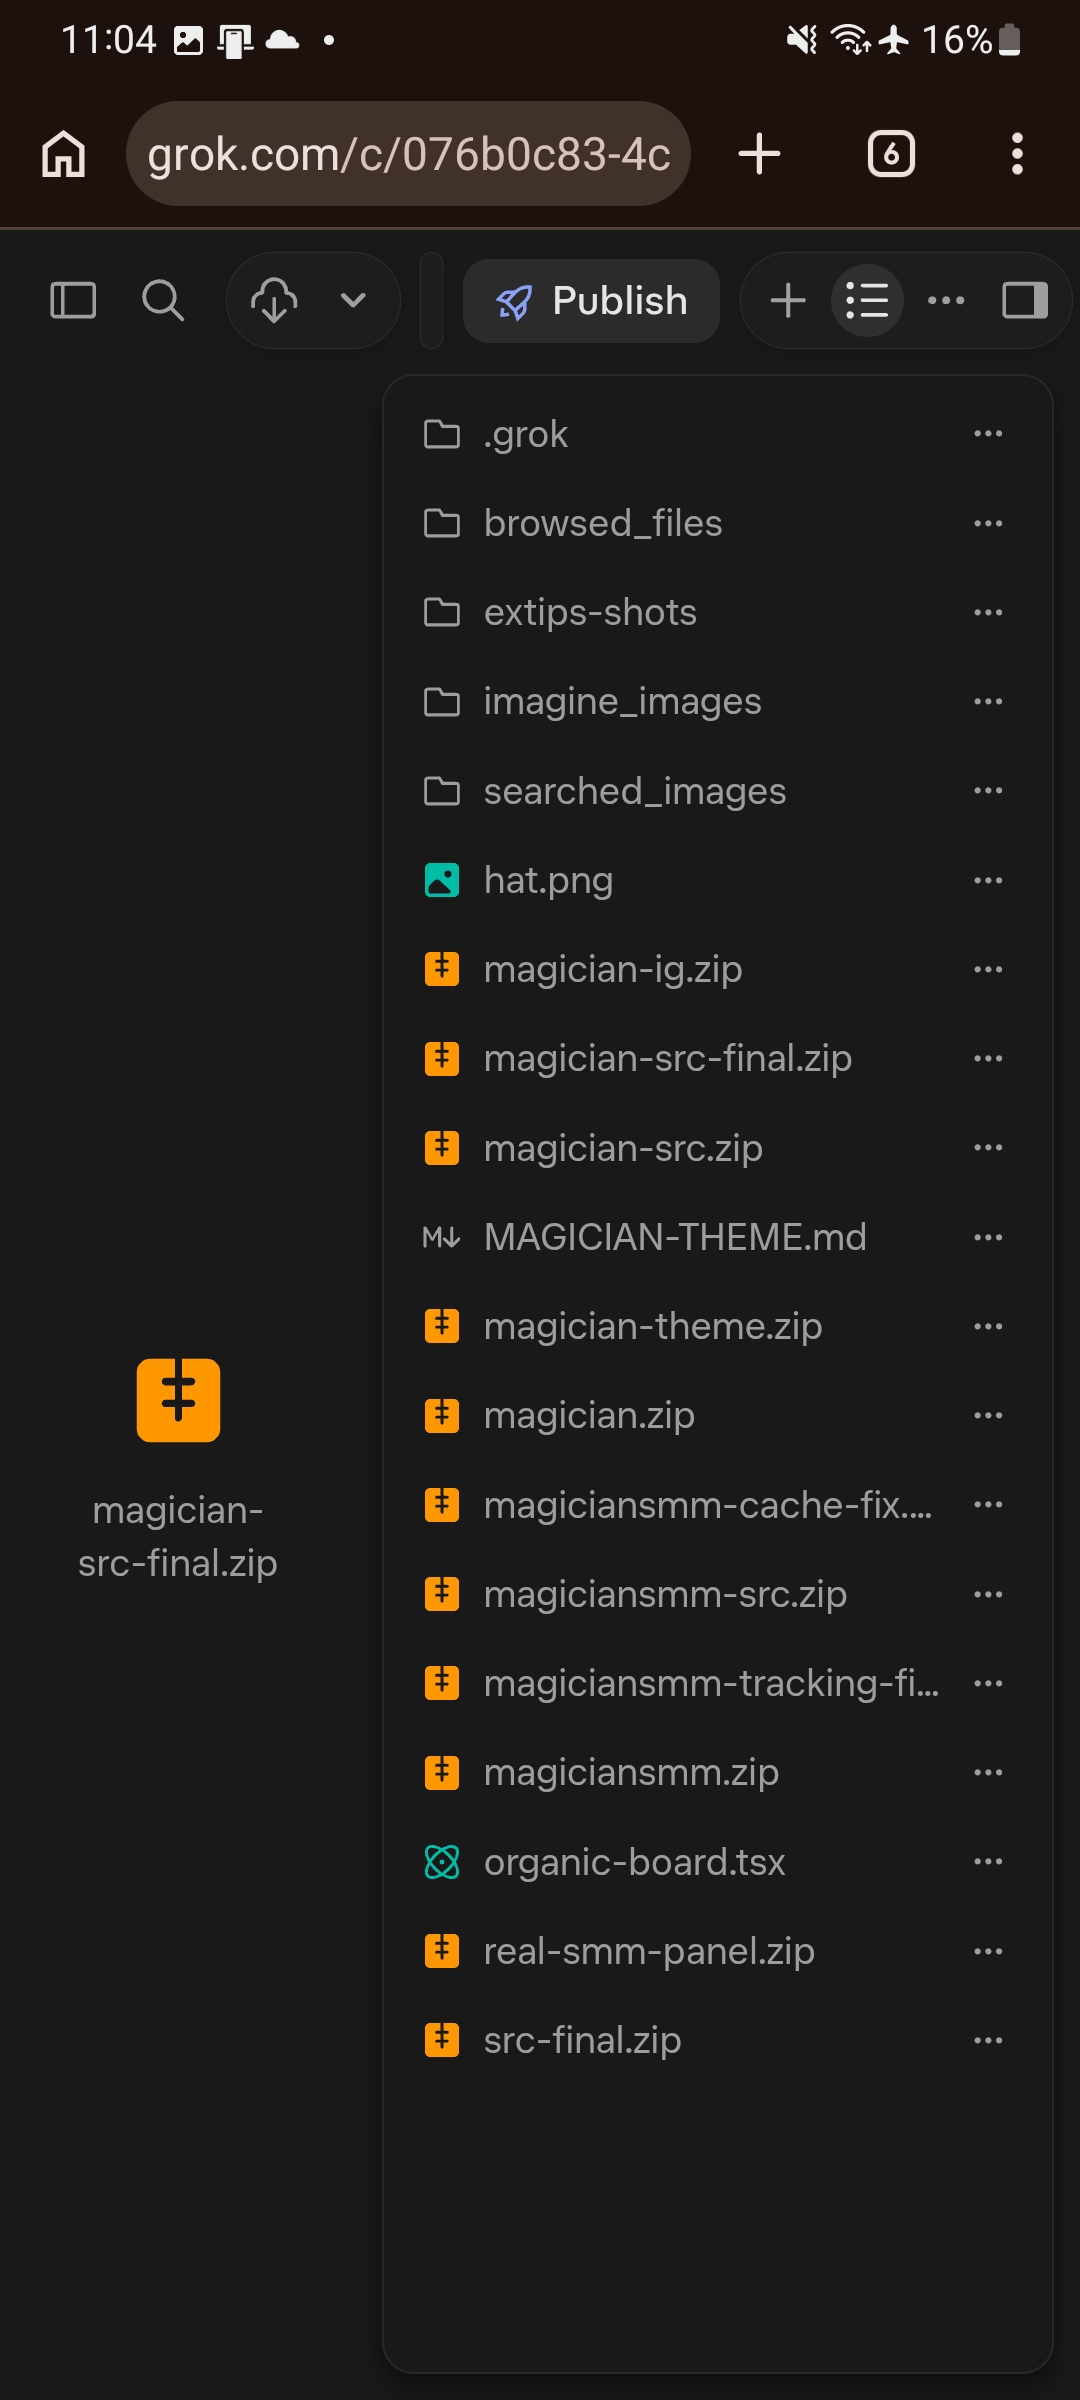 11:04
16%
grok.com/c/076b0c83-4c
6
Publish
.grok
browsed_files
extips-shots
imagine_images
searched_images
hat.png
magician-ig.zip
magician-src-final.zip
magician-src.zip
MAGICIAN-THEME.md
magician-theme.zip
magician.zip
magiciansmm-cache-fix....
magiciansmm-src.zip
magiciansmm-tracking-fi...
magiciansmm.zip
organic-board.tsx
real-smm-panel.zip
src-final.zip
magician-
src-final.zip